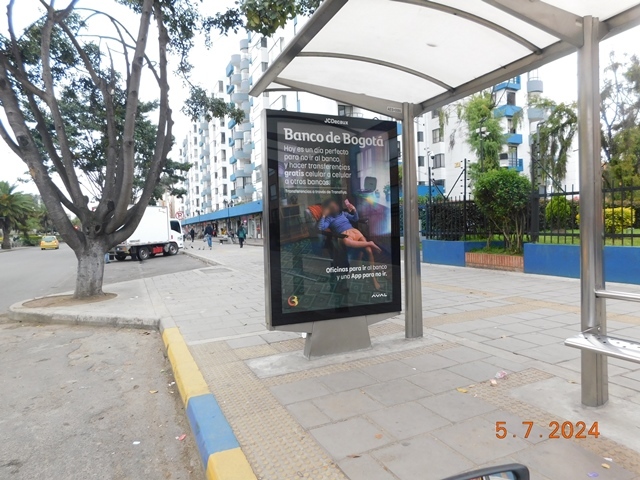 JCDecaux
Banco de Bogotá
Hoy es un día perfecto
para no ir al banco
y hacer transferencias
gratis celular a celular
a otros bancos.
Oficinas para ir al banco
y una App para no ir.
AVAL
5.7.2024